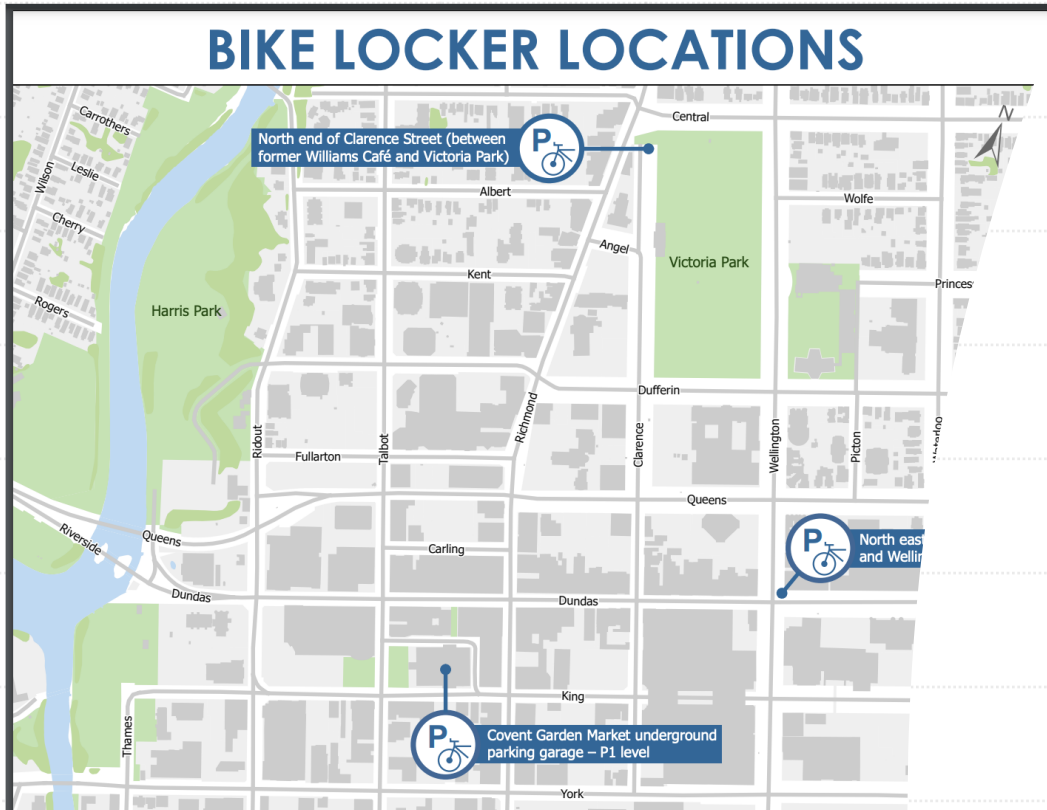 BIKE LOCKER LOCATIONS
N
Carrothers
Central
North end of Clarence Street (between
former Williams Café and Victoria Park)
P
Wilson
Leslie
Albert
Wolfe
Cherry
Angel
Victoria Park
Kent
Princes
Rogers
Harris Park
Dufferin
Richmond
Ridout
Talbot
Clarence
Wellington
Picton
Fullarton
Queens
Riverside
Queens
P
North east
and Wellin
Carling
Dundas
Dundas
King
Thames
P
Covent Garden Market underground
parking garage – P1 level
York